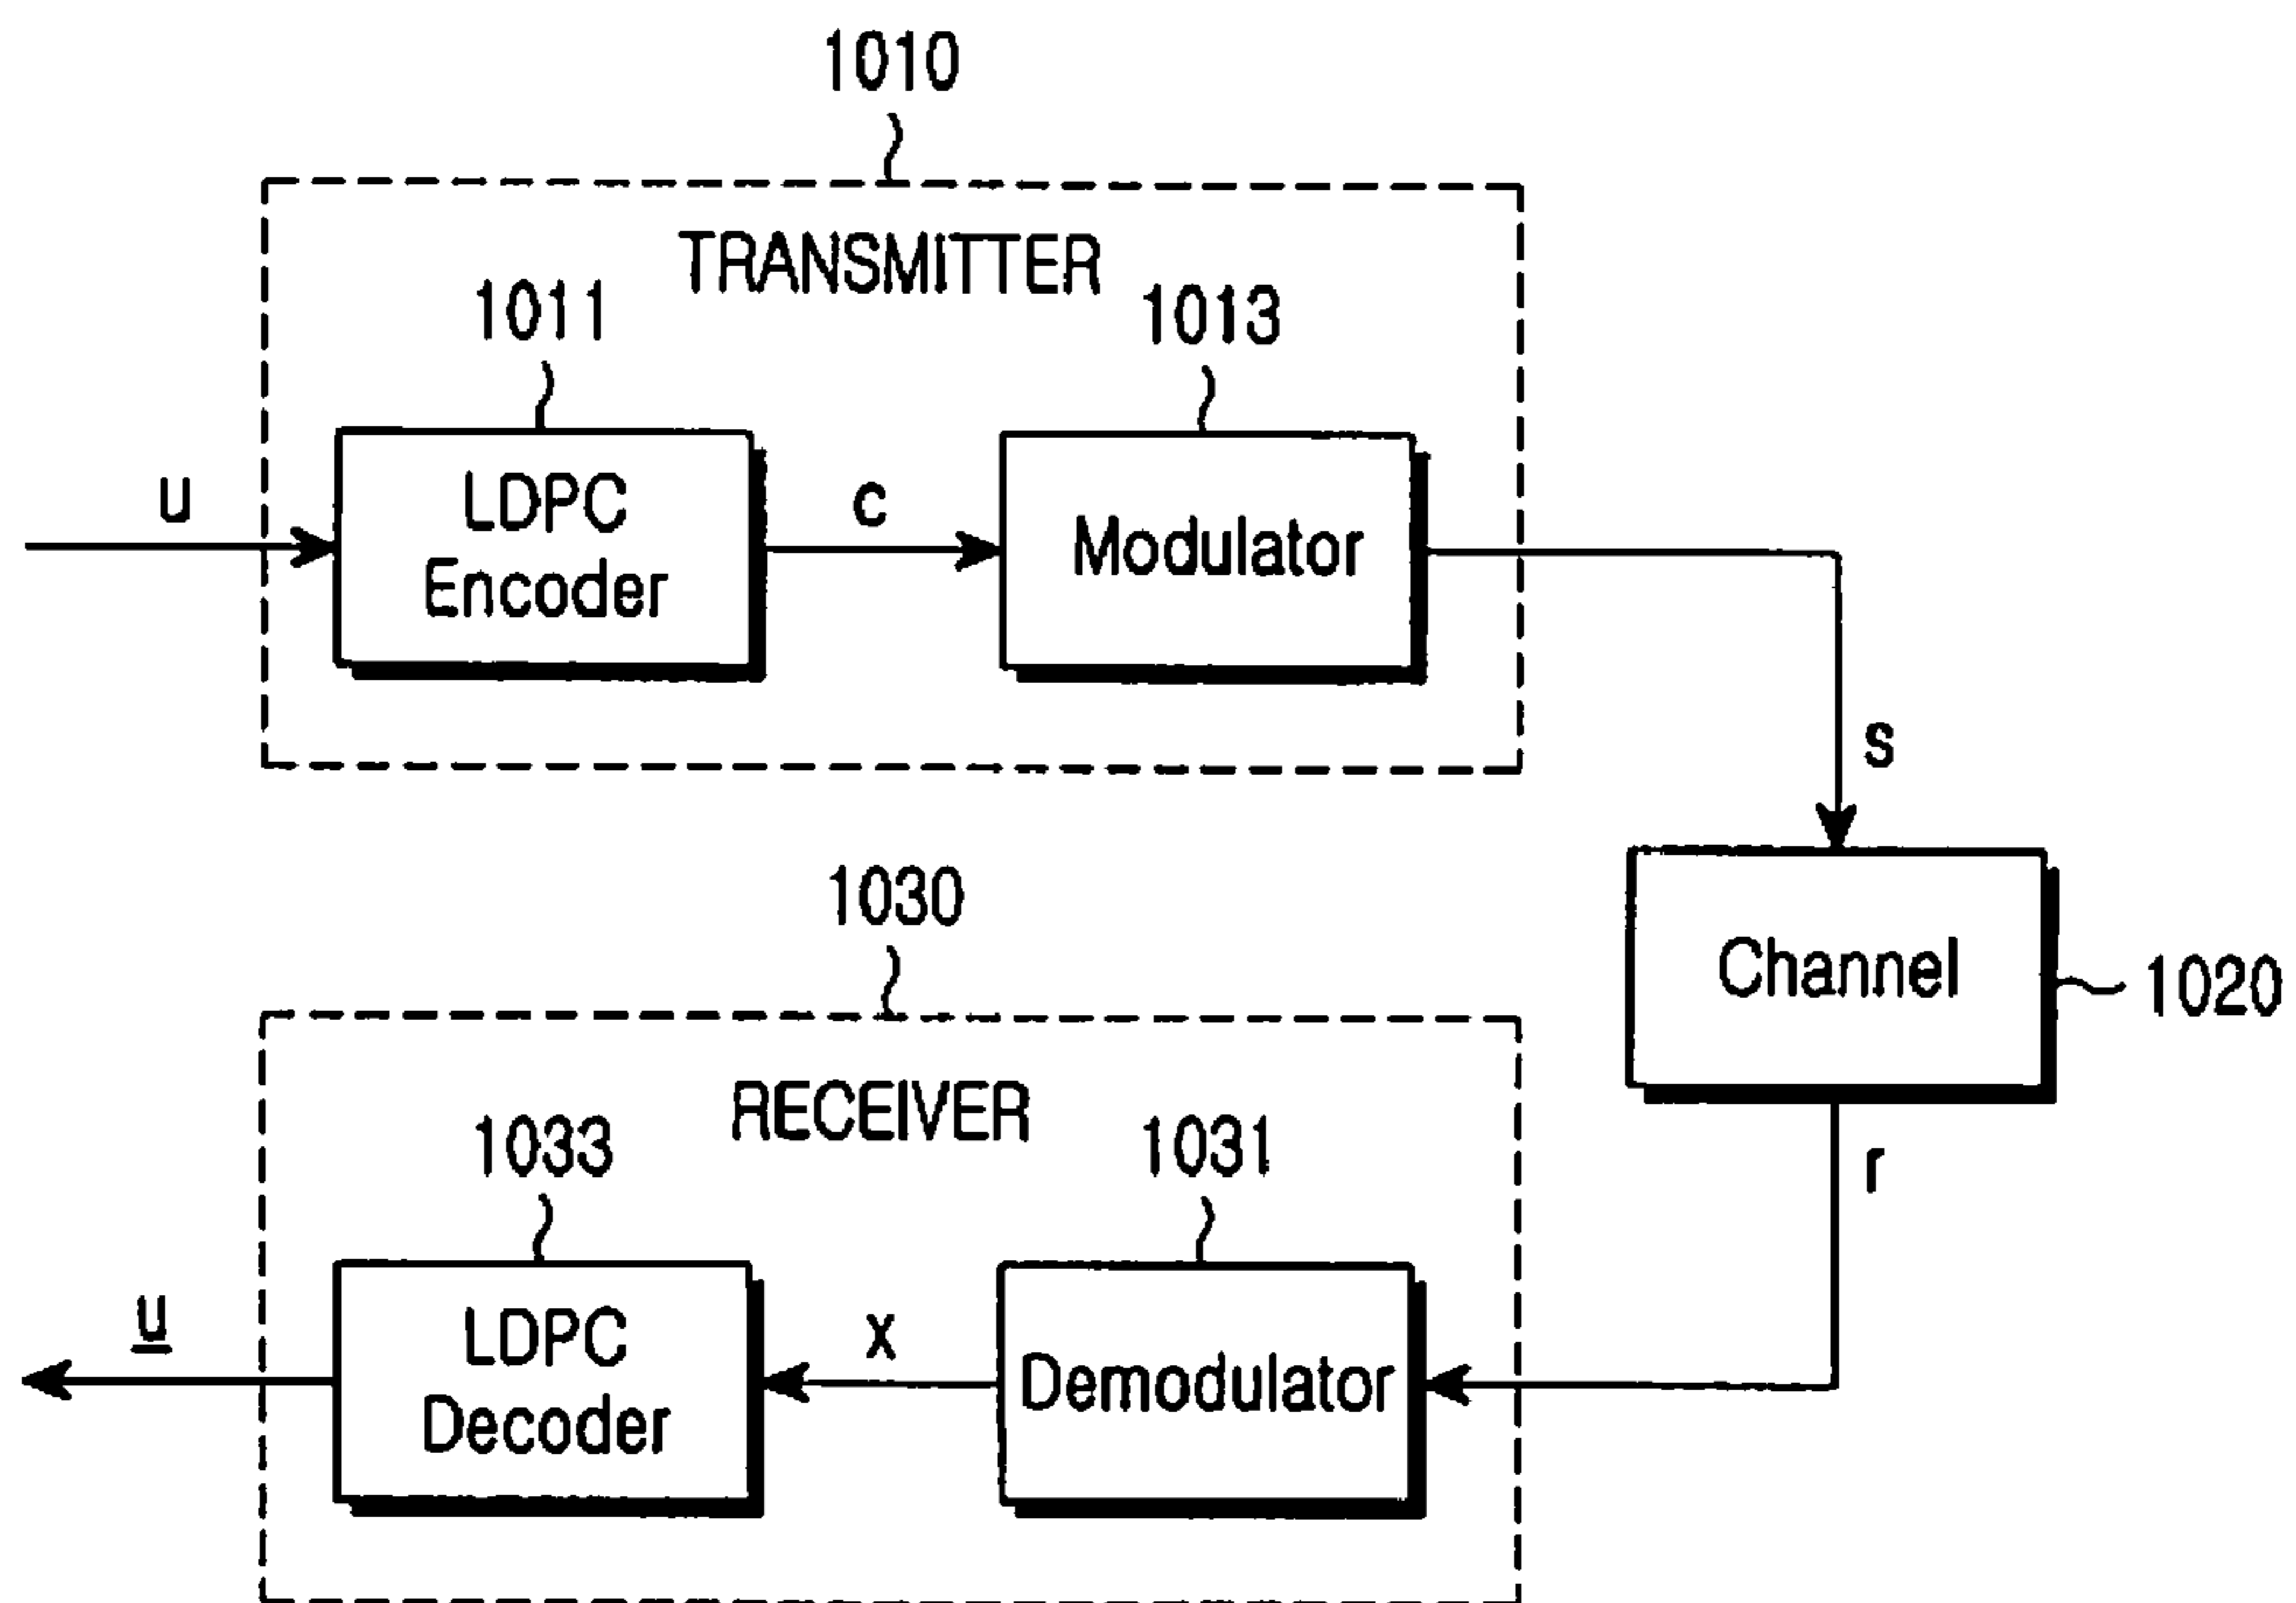 1010
TRANSMITTER
1011
1013
u
LDPC
Encoder
c
Modulator
s
Channel
1020
r
1030
RECEIVER
1033
1031
u
LDPC
Decoder
x
Demodulator